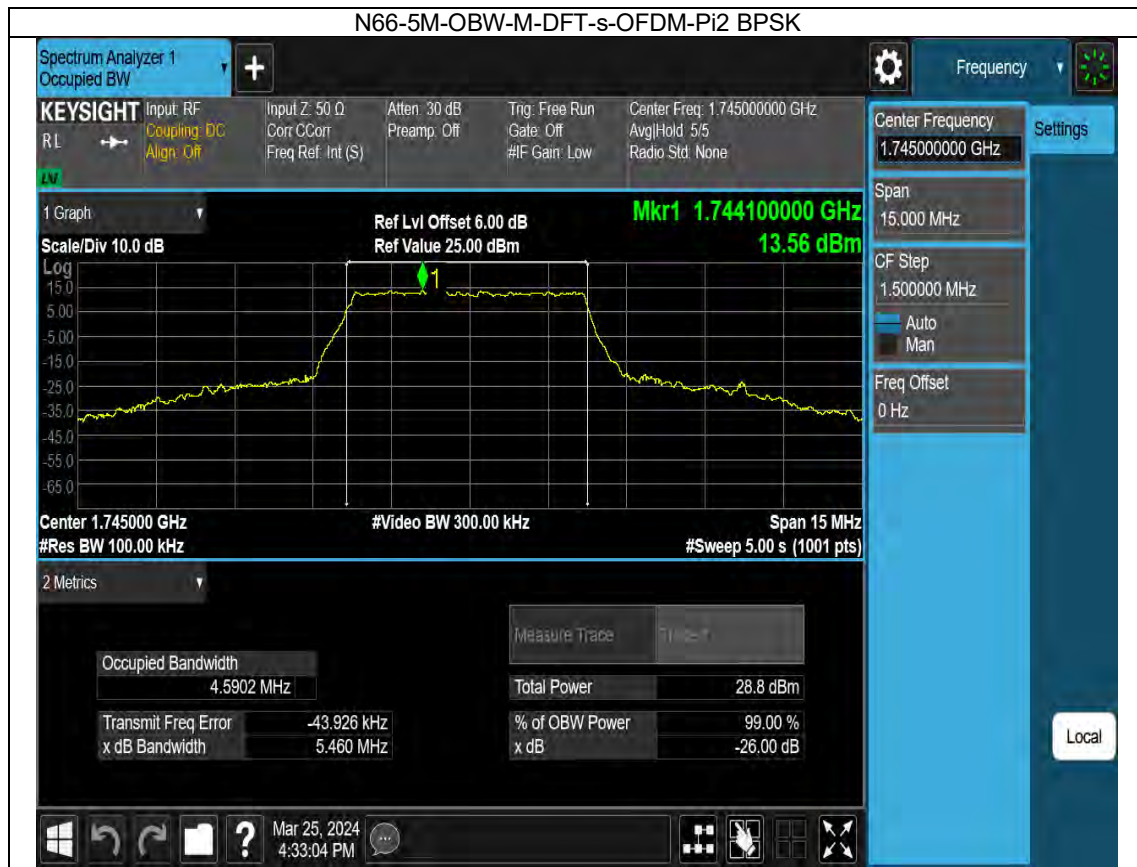 N66-5M-OBW-M-DFT-s-OFDM-Pi2 BPSK
Spectrum Analyzer 1
Occupied BW
+
Frequency
KEYSIGHT
RL
Input: RF
Coupling: DC
Align: Off
Input Z: 50 Ω
Corr CCorr
Freq Ref: Int (S)
Atten: 30 dB
Preamp: Off
Trig: Free Run
Gate: Off
#IF Gain: Low
Center Freq: 1.745000000 GHz
Avg|Hold: 5/5
Radio Std: None
Center Frequency
1.745000000 GHz
Settings
Span
15.000 MHz
CF Step
1.500000 MHz
Auto
Man
Freq Offset
0 Hz
1 Graph
Scale/Div 10.0 dB
Ref Lvl Offset 6.00 dB
Ref Value 25.00 dBm
Mkr1 1.744100000 GHz
13.56 dBm
Log
15.0
5.00
-5.00
-15.0
-25.0
-35.0
-45.0
-55.0
-65.0
1
Center 1.745000 GHz
#Video BW 300.00 kHz
Span 15 MHz
#Res BW 100.00 kHz
#Sweep 5.00 s (1001 pts)
2 Metrics
Measure Trace
Occupied Bandwidth
4.5902 MHz
Total Power 28.8 dBm
Transmit Freq Error -43.926 kHz
% of OBW Power 99.00 %
x dB Bandwidth 5.460 MHz
x dB -26.00 dB
Local
?
Mar 25, 2024
4:33:04 PM